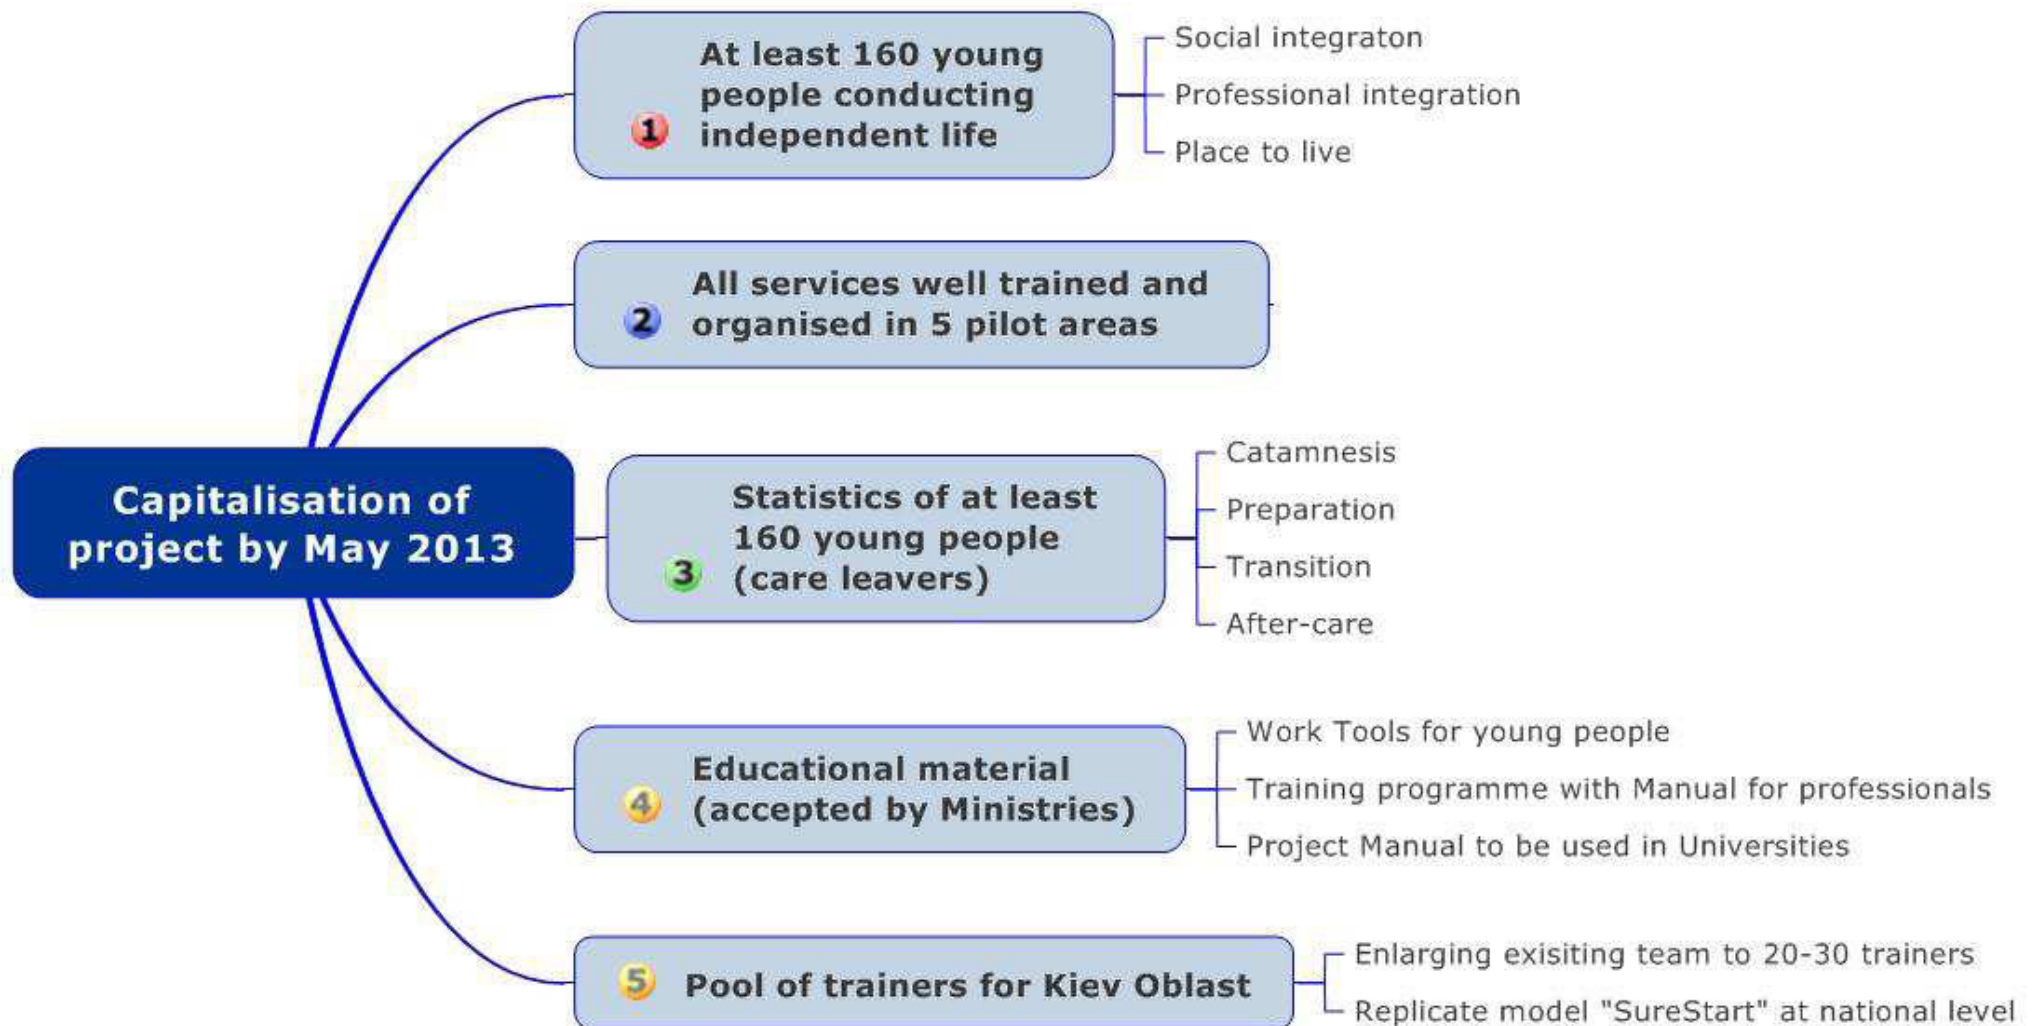 Capitalisation of
project by May 2013
1
At least 160 young
people conducting
independent life
Social integraton
Professional integration
Place to live
2
All services well trained and
organised in 5 pilot areas
3
Statistics of at least
160 young people
(care leavers)
Catamnesis
Preparation
Transition
After-care
4
Educational material
(accepted by Ministries)
Work Tools for young people
Training programme with Manual for professionals
Project Manual to be used in Universities
5
Pool of trainers for Kiev Oblast
Enlarging exisiting team to 20-30 trainers
Replicate model "SureStart" at national level